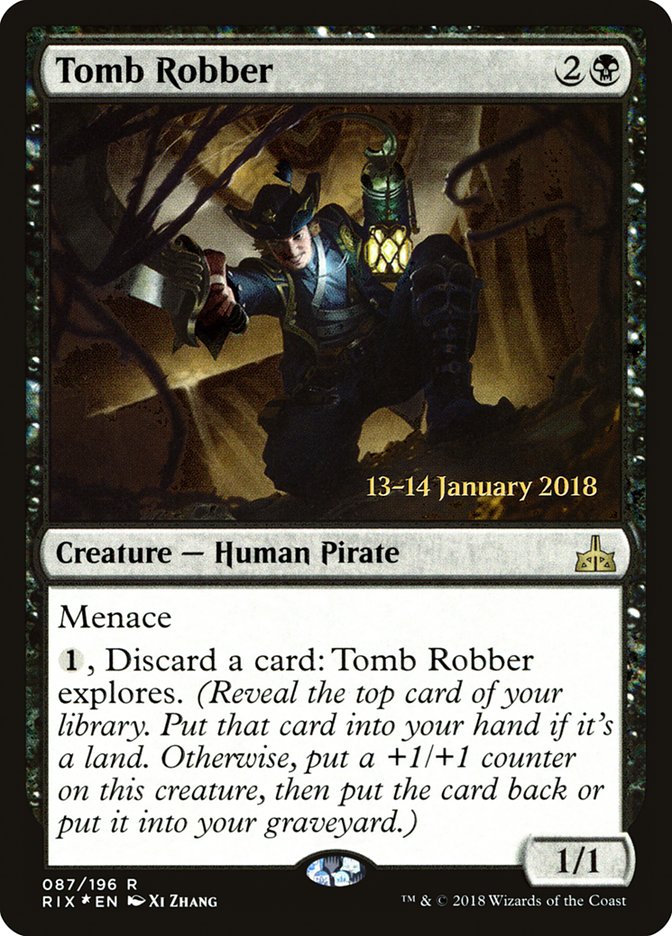 Tomb Robber 2
13–14 January 2018
Creature — Human Pirate
Menace
1, Discard a card: Tomb Robber
explores. (Reveal the top card of your
library. Put that card into your hand if it's
a land. Otherwise, put a +1/+1 counter
on this creature, then put the card back or
put it into your graveyard.)
1/1
087/196 R
RIX★EN Xi Zhang
™ & © 2018 Wizards of the Coast